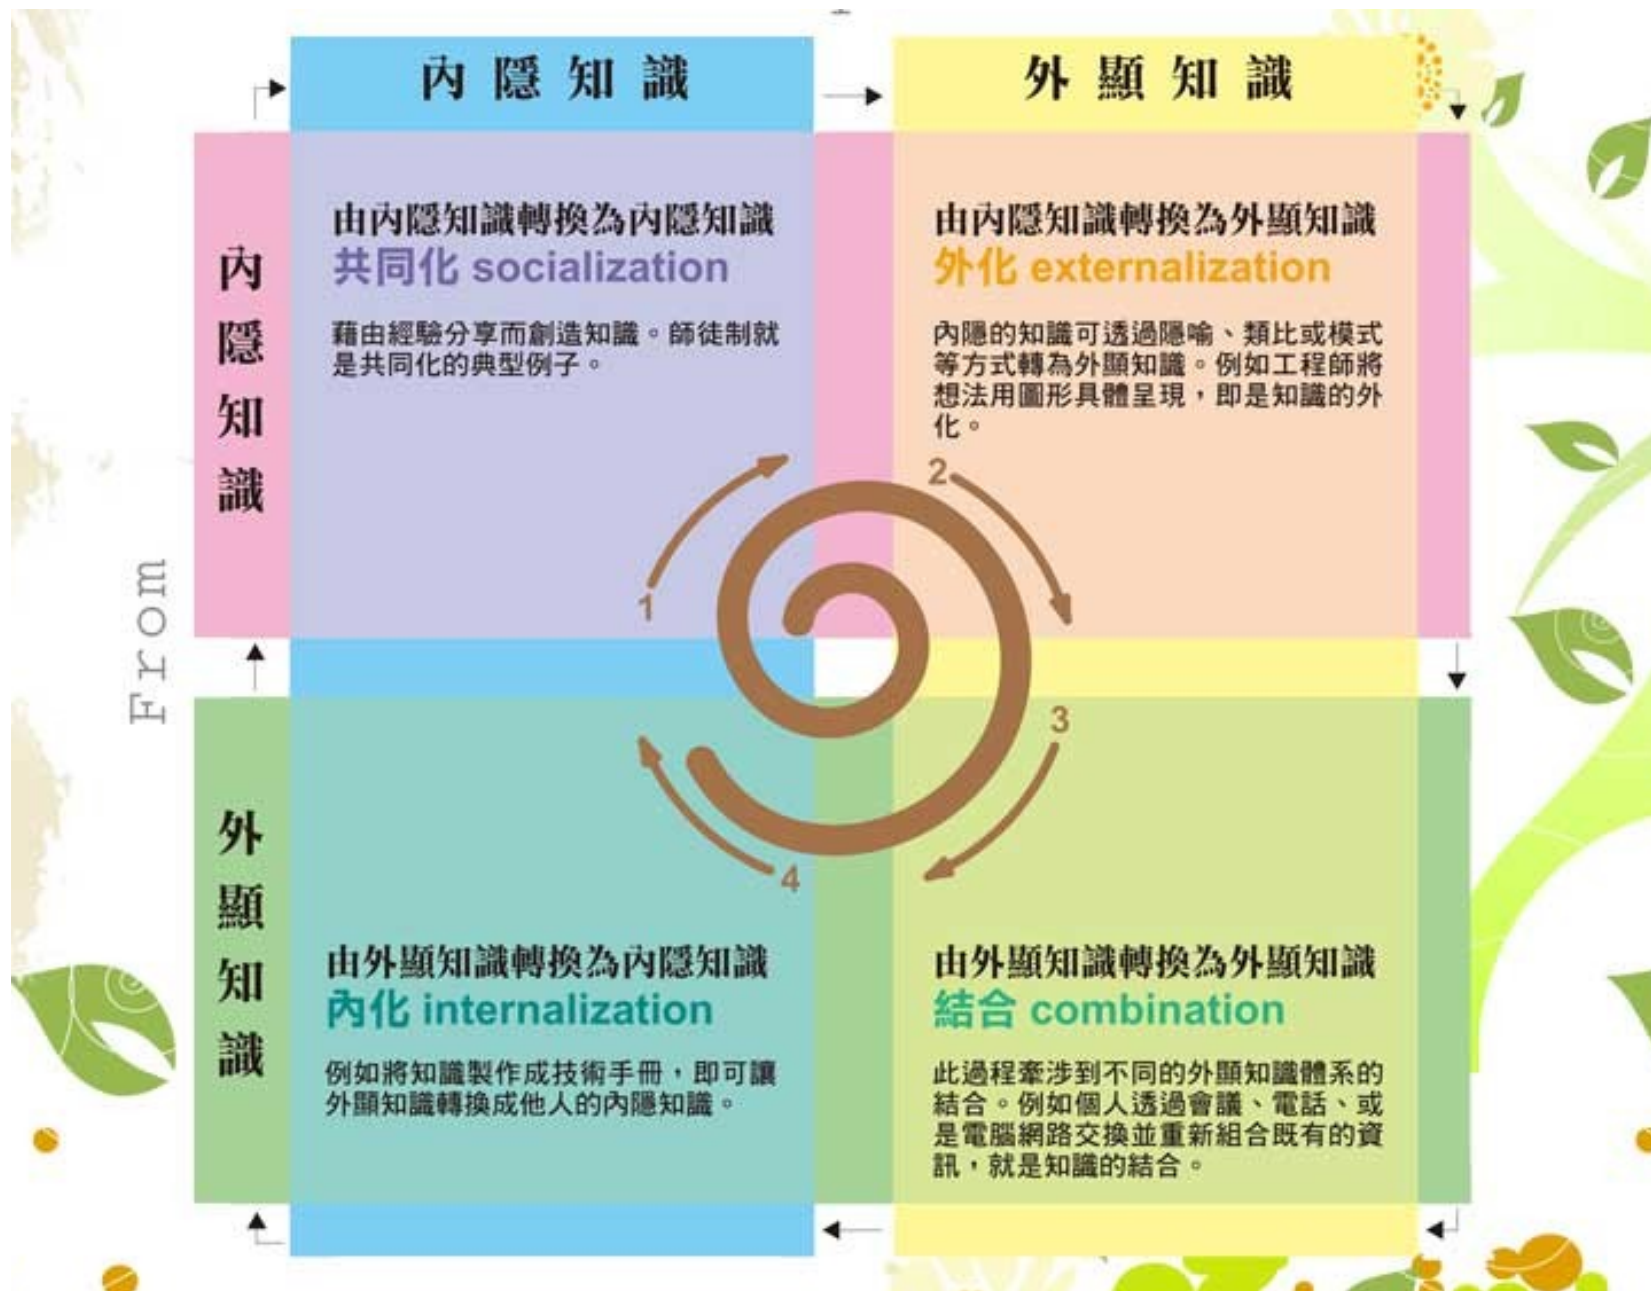 內隱知識
外顯知識
內隱知識
由內隱知識轉換為內隱知識
共同化 socialization
藉由經驗分享而創造知識。師徒制就
是共同化的典型例子。
由內隱知識轉換為外顯知識
外化 externalization
內隱的知識可透過隱喻、類比或模式
等方式轉為外顯知識。例如工程師將
想法用圖形具體呈現，即是知識的外
化。
1
2
From
3
4
外顯知識
由外顯知識轉換為內隱知識
內化 internalization
例如將知識製作成技術手冊，即可讓
外顯知識轉換成他人的內隱知識。
由外顯知識轉換為外顯知識
結合 combination
此過程牽涉到不同的外顯知識體系的
結合。例如個人透過會議、電話、或
是電腦網路交換並重新組合既有的資
訊，就是知識的結合。